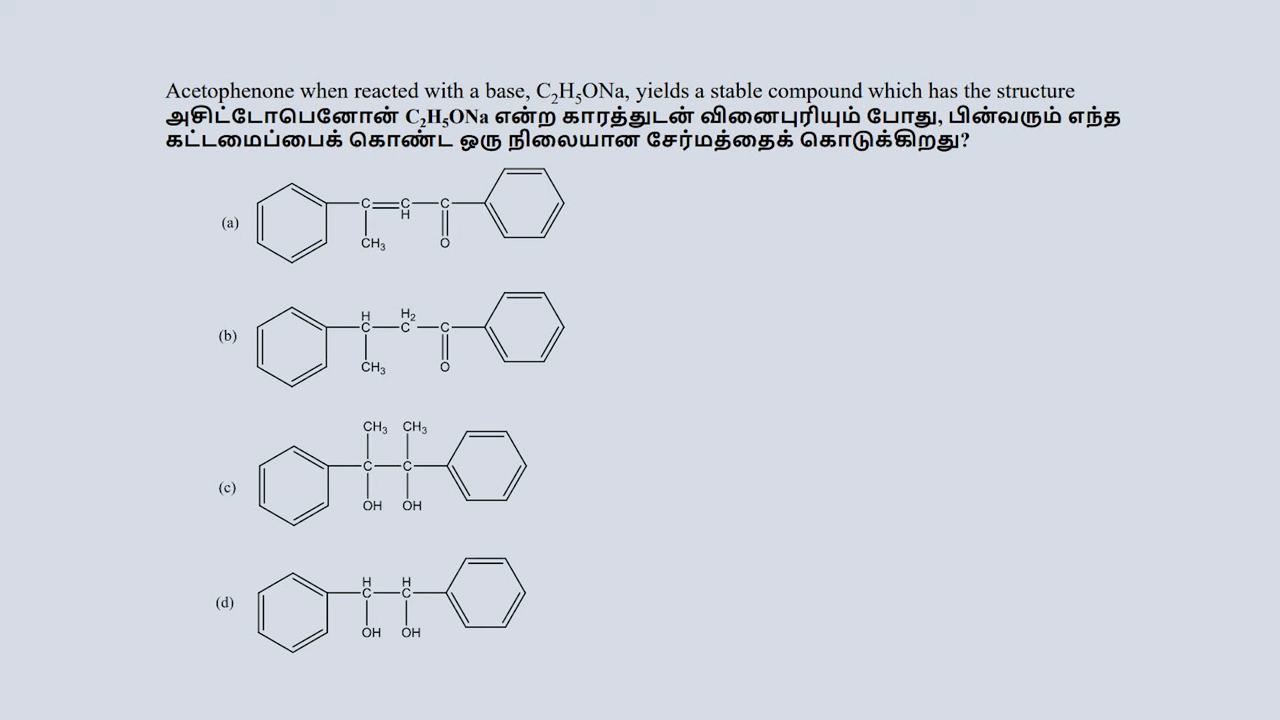 Acetophenone when reacted with a base, C₂H₅ONa, yields a stable compound which has the structure
அசிட்டோபெனோன் C₂H₅ONa என்ற காரத்துடன் வினைபுரியும் போது, பின்வரும் எந்த
கட்டமைப்பைக் கொண்ட ஒரு நிலையான சேர்மத்தைக் கொடுக்கிறது?
(a)
C C C
H
CH₃ O
(b)
H H₂
C C C
CH₃ O
(c)
CH₃ CH₃
C C
OH OH
(d)
H H
C C
OH OH